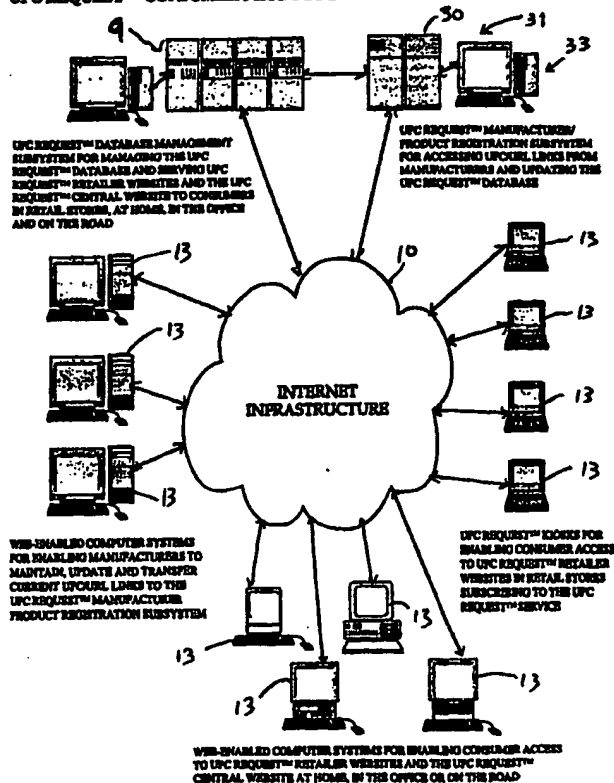 UPC REQUEST™
9
30
31
33
UPC REQUEST™ DATABASE MANAGEMENT
SUBSYSTEM FOR MANAGING THE UPC
REQUEST™ DATABASE AND SERVING UPC
REQUEST™ RETAILER WEBSITES AND THE UPC
REQUEST™ CENTRAL WEBSITE TO CONSUMERS
IN RETAIL STORES, AT HOME, IN THE OFFICE
AND ON THE ROAD
UPC REQUEST™ MANUFACTURER/
PRODUCT REGISTRATION SUBSYSTEM
FOR ACCESSING UPC/URL LINKS FROM
MANUFACTURERS AND UPDATING THE
UPC REQUEST™ DATABASE
10
13
13
13
13
13
13
13
INTERNET
INFRASTRUCTURE
WEB-ENABLED COMPUTER SYSTEMS
FOR ENABLING MANUFACTURERS TO
MAINTAIN, UPDATE AND TRANSFER
CURRENT UPC/URL LINKS TO THE
UPC REQUEST™ MANUFACTURER
PRODUCT REGISTRATION SUBSYSTEM
UPC REQUEST™ KIOSKS FOR
ENABLING CONSUMER ACCESS
TO UPC REQUEST™ RETAILER
WEBSITES IN RETAIL STORES
SUBSCRIBING TO THE UPC
REQUEST™ SERVICE
13
13
13
13
WEB-ENABLED COMPUTER SYSTEMS FOR ENABLING CONSUMER ACCESS
TO UPC REQUEST™ RETAILER WEBSITES AND THE UPC REQUEST™
CENTRAL WEBSITE AT HOME, IN THE OFFICE OR ON THE ROAD